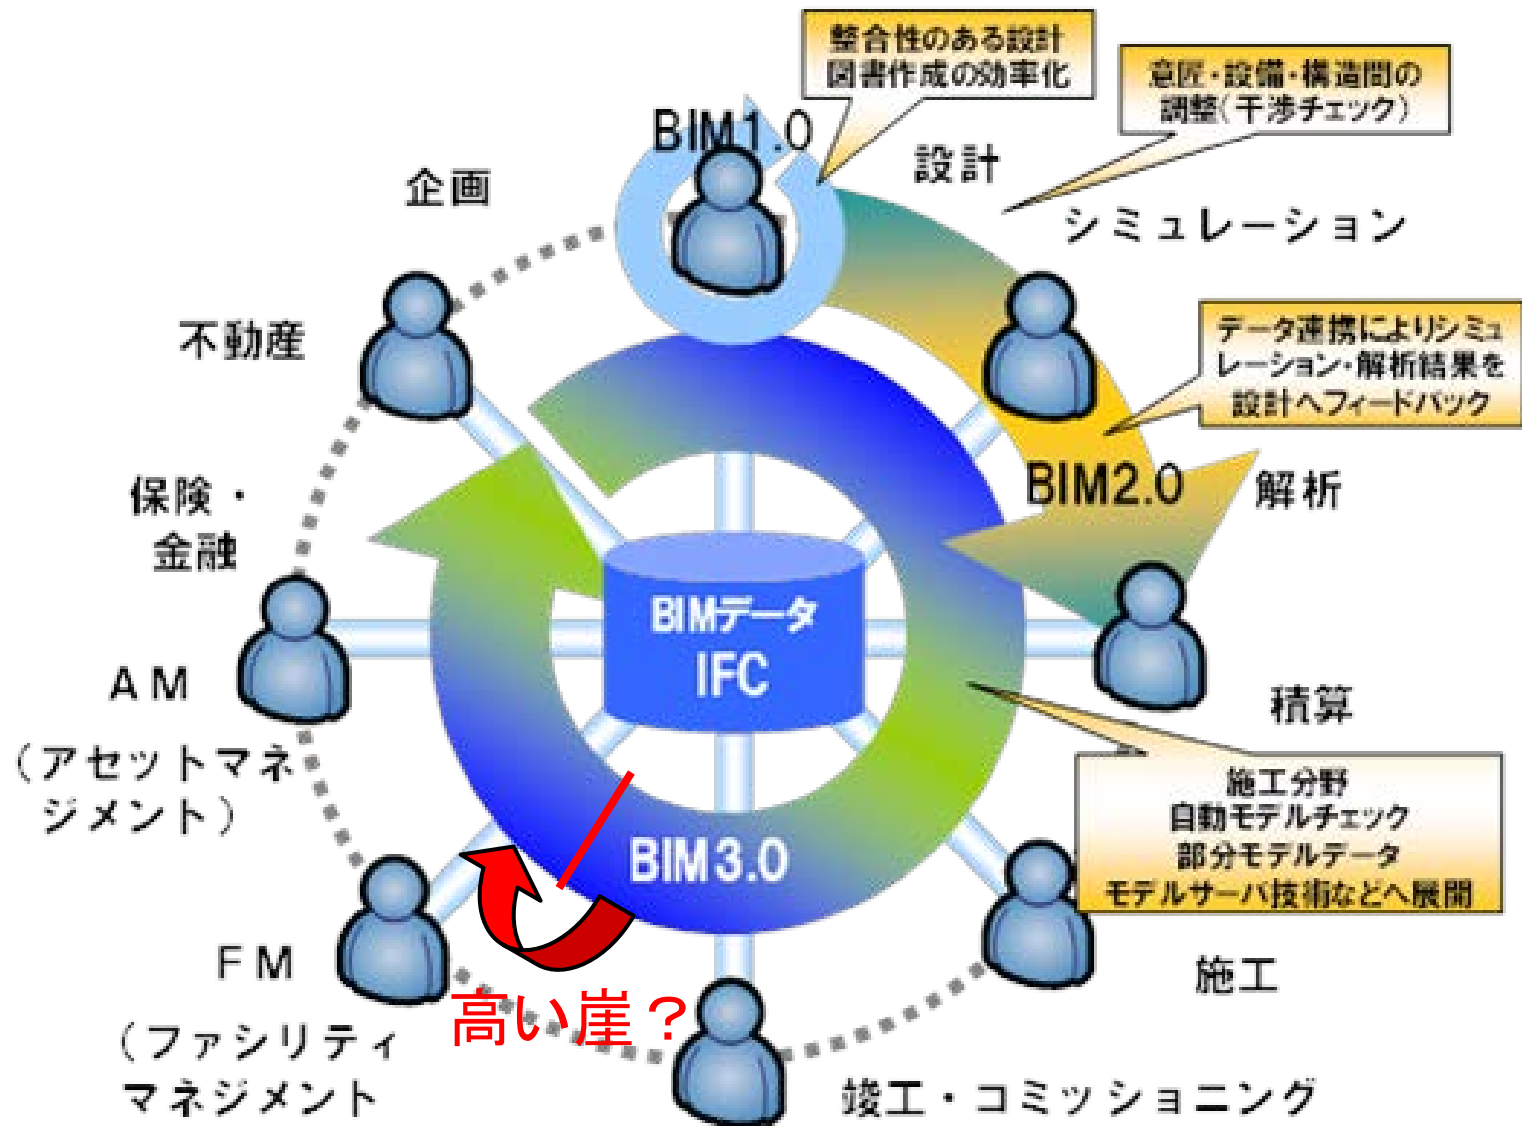 整合性のある設計
図書作成の効率化
意匠・設備・構造間の
調整(干渉チェック)
BIM1.0
設計
企画
シミュレーション
不動産
データ連携によりシミュ
レーション・解析結果を
設計へフィードバック
BIM2.0
解析
保険・
金融
BIMデータ
IFC
AM
(アセットマネ
ジメント)
積算
施工分野
自動モデルチェック
部分モデルデータ
モデルサーバ技術などへ展開
BIM3.0
FM
(ファシリティ
マネジメント
高い崖?
施工
竣工・コミッショニング